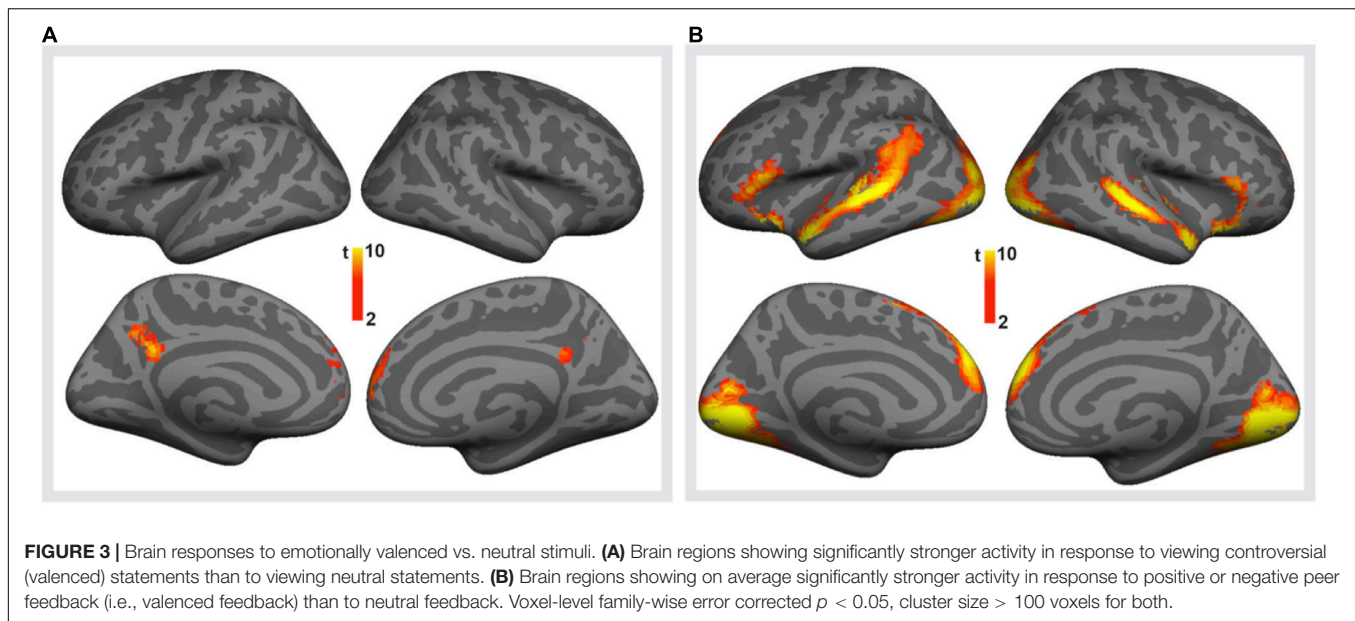 A
B
t 10
2
t 10
2
FIGURE 3 | Brain responses to emotionally valenced vs. neutral stimuli. (A) Brain regions showing significantly stronger activity in response to viewing controversial
(valenced) statements than to viewing neutral statements. (B) Brain regions showing on average significantly stronger activity in response to positive or negative peer
feedback (i.e., valenced feedback) than to neutral feedback. Voxel-level family-wise error corrected p < 0.05, cluster size > 100 voxels for both.